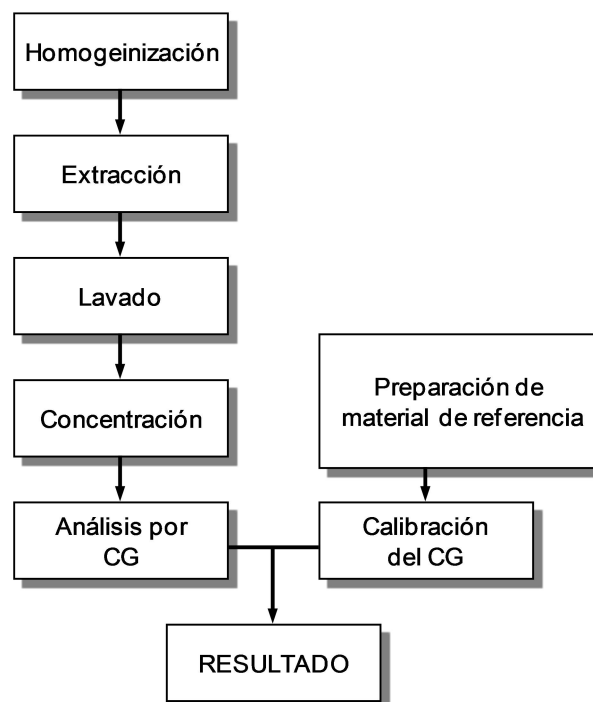 Homogeinización
Extracción
Lavado
Concentración
Preparación de
material de referencia
Análisis por
CG
Calibración
del CG
RESULTADO